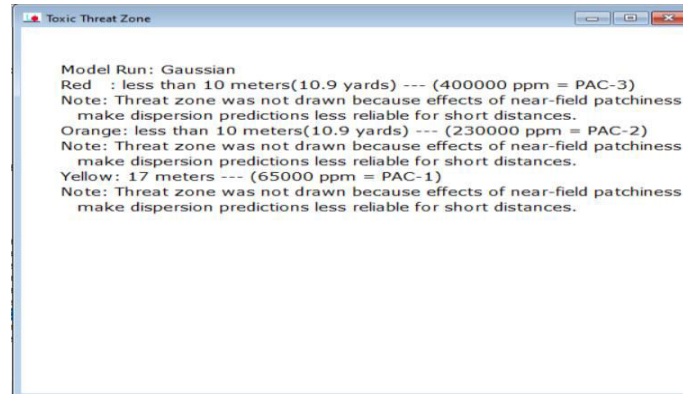 Toxic Threat Zone
Model Run: Gaussian
Red : less than 10 meters(10.9 yards) --- (400000 ppm = PAC-3)
Note: Threat zone was not drawn because effects of near-field patchiness
make dispersion predictions less reliable for short distances.
Orange: less than 10 meters(10.9 yards) --- (230000 ppm = PAC-2)
Note: Threat zone was not drawn because effects of near-field patchiness
make dispersion predictions less reliable for short distances.
Yellow: 17 meters --- (65000 ppm = PAC-1)
Note: Threat zone was not drawn because effects of near-field patchiness
make dispersion predictions less reliable for short distances.